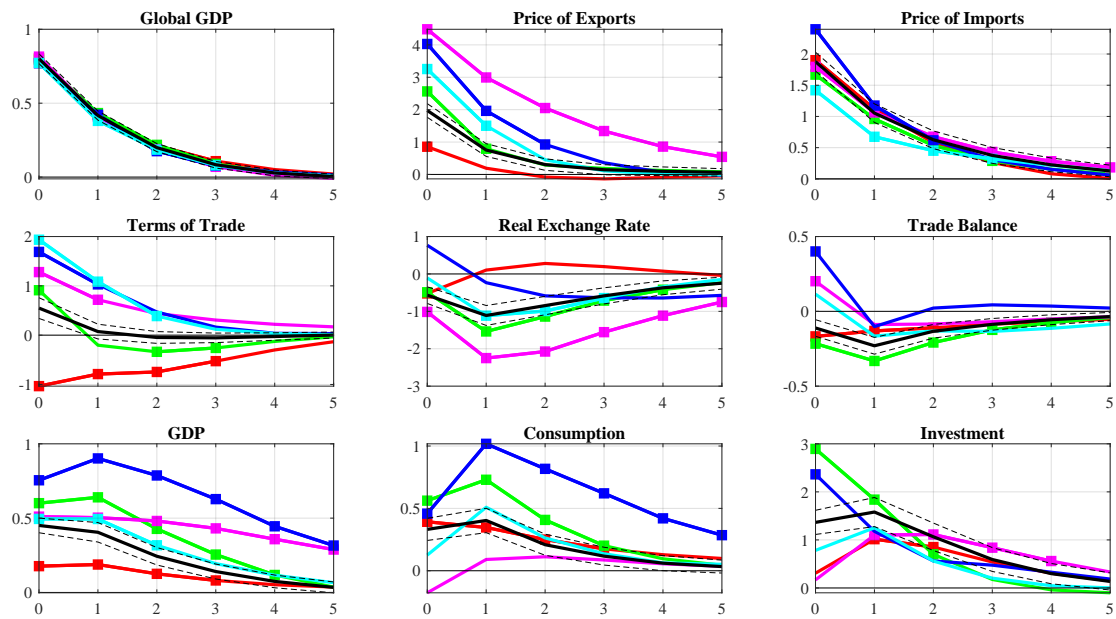 Global GDP
1
0.5
0
0 1 2 3 4 5
Price of Exports
4
3
2
1
0
0 1 2 3 4 5
Price of Imports
2
1.5
1
0.5
0
0 1 2 3 4 5
Terms of Trade
2
1
0
-1
0 1 2 3 4 5
Real Exchange Rate
1
0
-1
-2
-3
0 1 2 3 4 5
Trade Balance
0.5
0
-0.5
0 1 2 3 4 5
GDP
1
0.5
0
0 1 2 3 4 5
Consumption
1
0.5
0
0 1 2 3 4 5
Investment
3
2
1
0
0 1 2 3 4 5